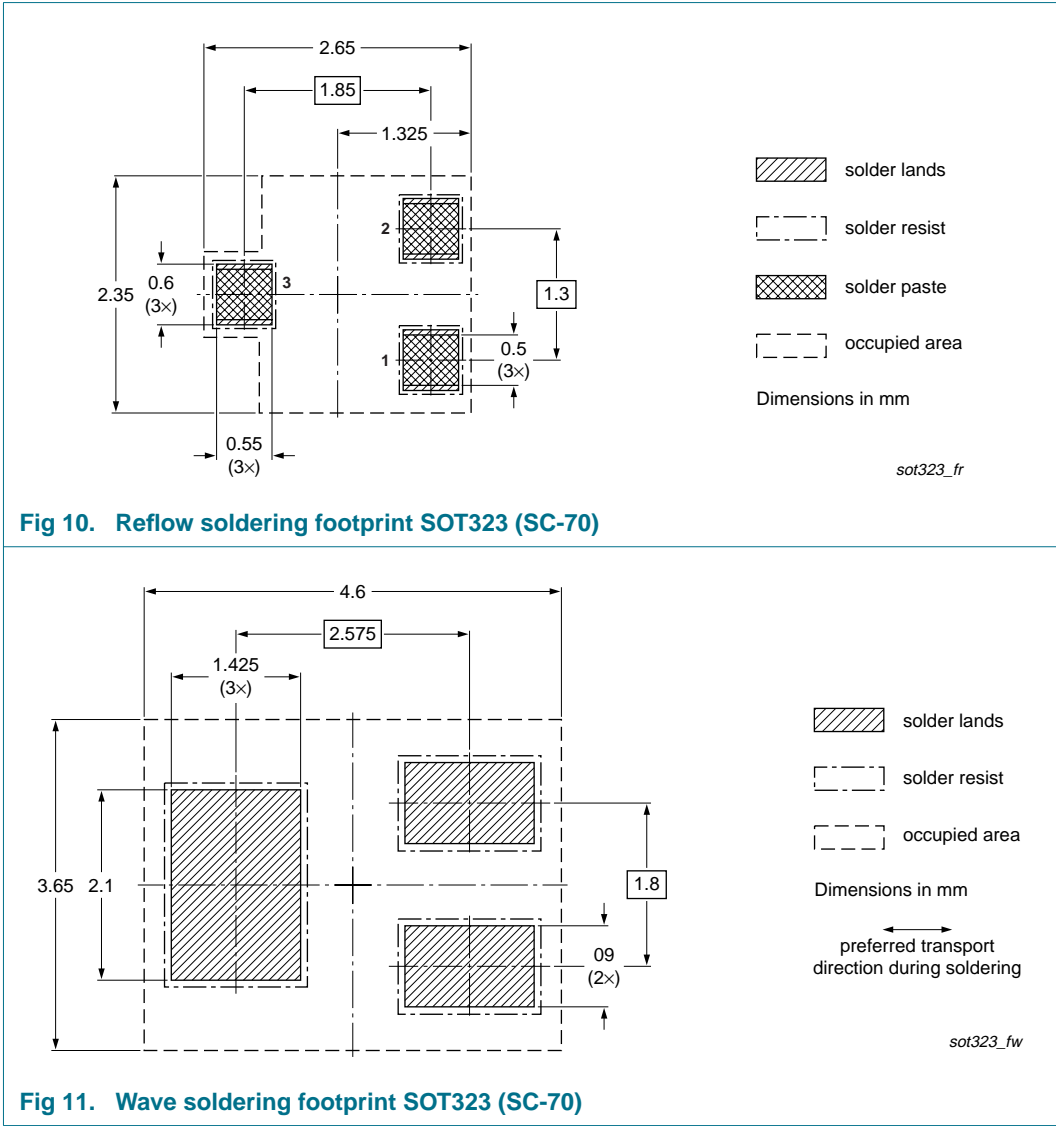 2.65
1.85
1.325
solder lands
solder resist
solder paste
occupied area
Dimensions in mm
2
3
1
2.35
0.6
(3×)
1.3
0.5
(3×)
0.55
(3×)
sot323_fr
Fig 10. Reflow soldering footprint SOT323 (SC-70)
4.6
2.575
1.425
(3×)
solder lands
solder resist
occupied area
Dimensions in mm
preferred transport
direction during soldering
3.65
2.1
1.8
09
(2×)
sot323_fw
Fig 11. Wave soldering footprint SOT323 (SC-70)